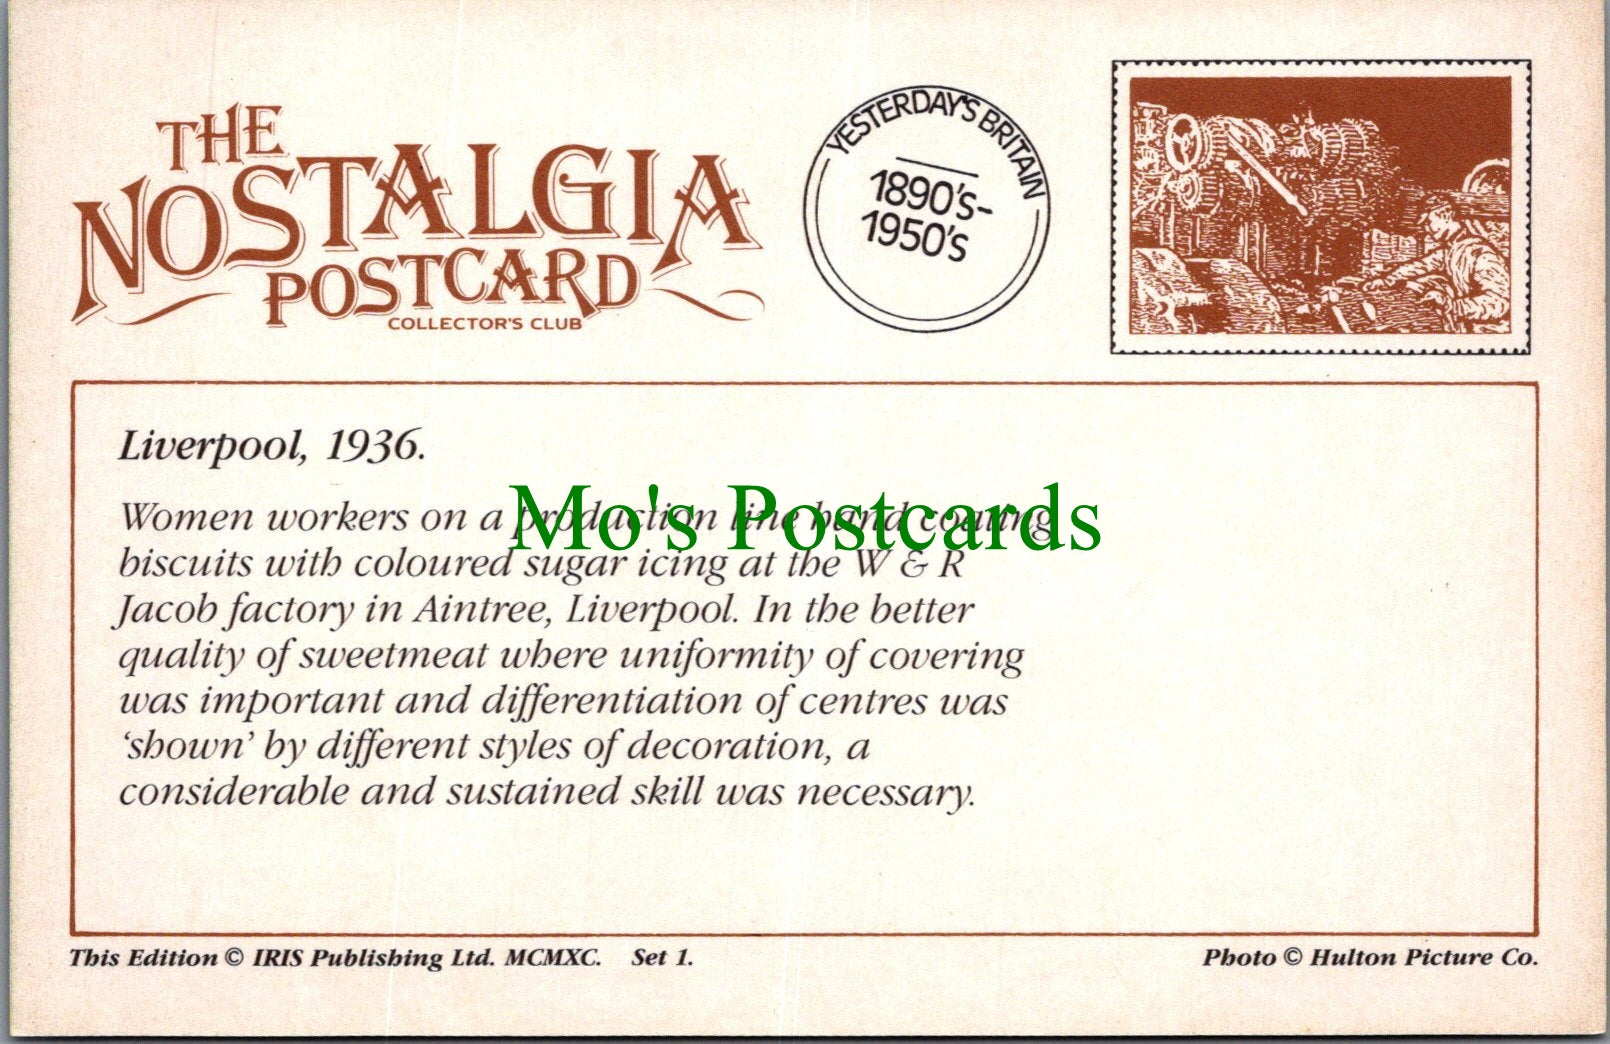 THE
NOSTALGIA
POSTCARD
COLLECTOR'S CLUB
YESTERDAY'S BRITAIN
1890's-
1950's
Liverpool, 1936.
Women workers on a production line hand coating
biscuits with coloured sugar icing at the W & R
Jacob factory in Aintree, Liverpool. In the better
quality of sweetmeat where uniformity of covering
was important and differentiation of centres was
‘shown’ by different styles of decoration, a
considerable and sustained skill was necessary.
Mo's Postcards
This Edition © IRIS Publishing Ltd. MCMXC. Set 1.
Photo © Hulton Picture Co.